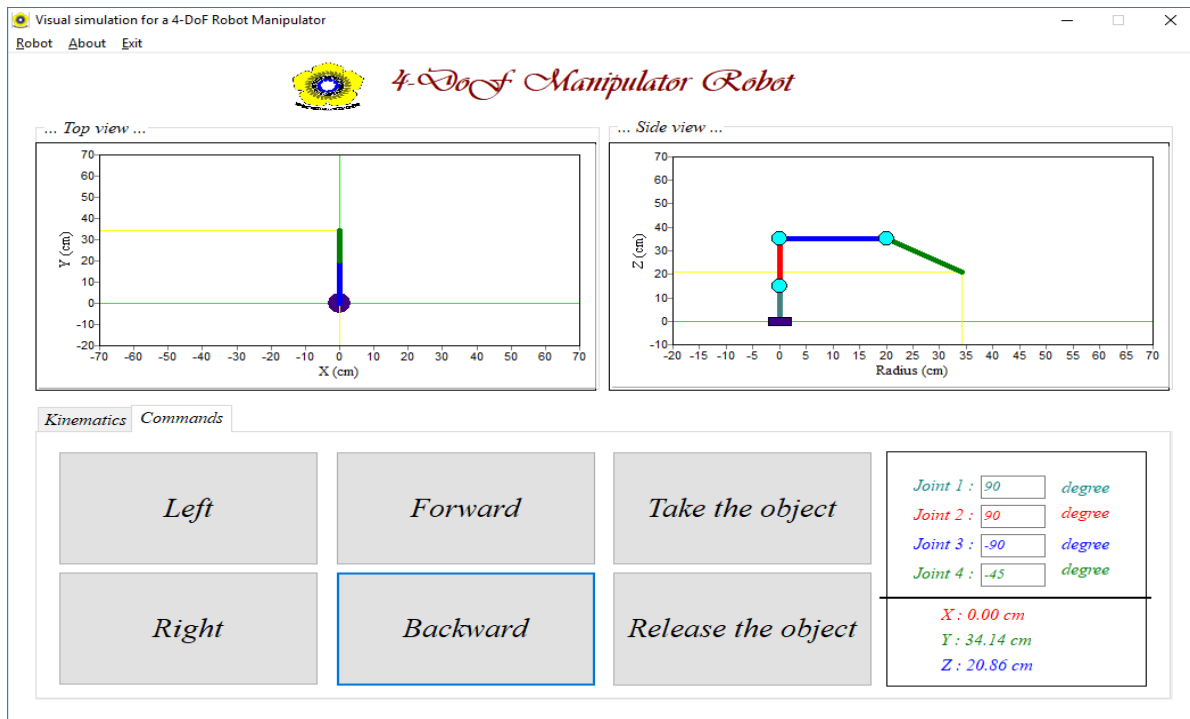 Visual simulation for a 4-DoF Robot Manipulator
Robot About Exit
4-DoF Manipulator Robot
... Top view ...
70
60
50
40
30
20
10
0
-10
-20
Y (cm)
-70 -60 -50 -40 -30 -20 -10 0 10 20 30 40 50 60 70
X (cm)
... Side view ...
70
60
50
40
30
20
10
0
-10
Z (cm)
-20 -15 -10 -5 0 5 10 15 20 25 30 35 40 45 50 55 60 65 70
Radius (cm)
Kinematics Commands
Left Forward Take the object
Right Backward Release the object
Joint 1 : 90 degree
Joint 2 : 90 degree
Joint 3 : -90 degree
Joint 4 : -45 degree
X : 0.00 cm
Y : 34.14 cm
Z : 20.86 cm